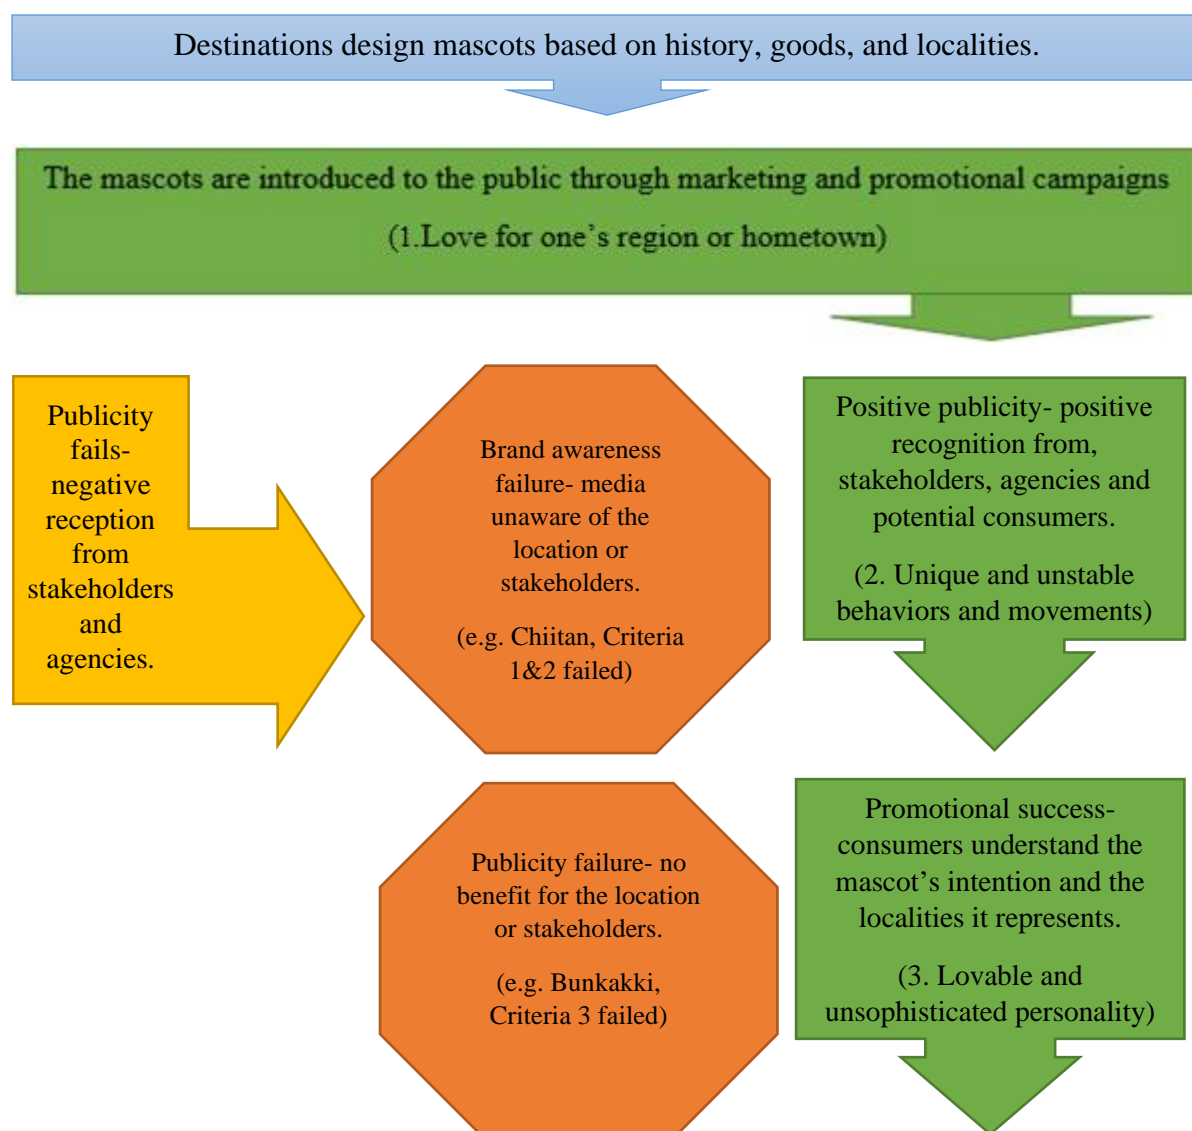 Destinations design mascots based on history, goods, and localities.
The mascots are introduced to the public through marketing and promotional campaigns
(1.Love for one's region or hometown)
Publicity
fails-
negative
reception
from
stakeholders
and
agencies.
Brand awareness
failure- media
unaware of the
location or
stakeholders.
(e.g. Chiitan, Criteria
1&2 failed)
Positive publicity- positive
recognition from,
stakeholders, agencies and
potential consumers.
(2. Unique and unstable
behaviors and movements)
Publicity failure- no
benefit for the location
or stakeholders.
(e.g. Bunkakki,
Criteria 3 failed)
Promotional success-
consumers understand the
mascot's intention and the
localities it represents.
(3. Lovable and
unsophisticated personality)